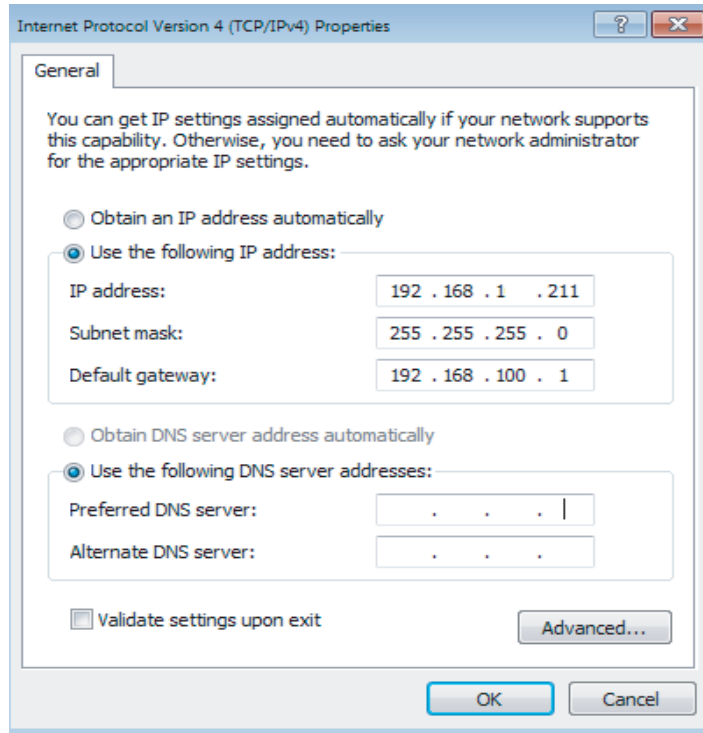 Internet Protocol Version 4 (TCP/IPv4) Properties
?
General
You can get IP settings assigned automatically if your network supports
this capability. Otherwise, you need to ask your network administrator
for the appropriate IP settings.
Obtain an IP address automatically
Use the following IP address:
IP address: 192 . 168 . 1 . 211
Subnet mask: 255 . 255 . 255 . 0
Default gateway: 192 . 168 . 100 . 1
Obtain DNS server address automatically
Use the following DNS server addresses:
Preferred DNS server: . . .
Alternate DNS server: . . .
Validate settings upon exit
Advanced...
OK Cancel